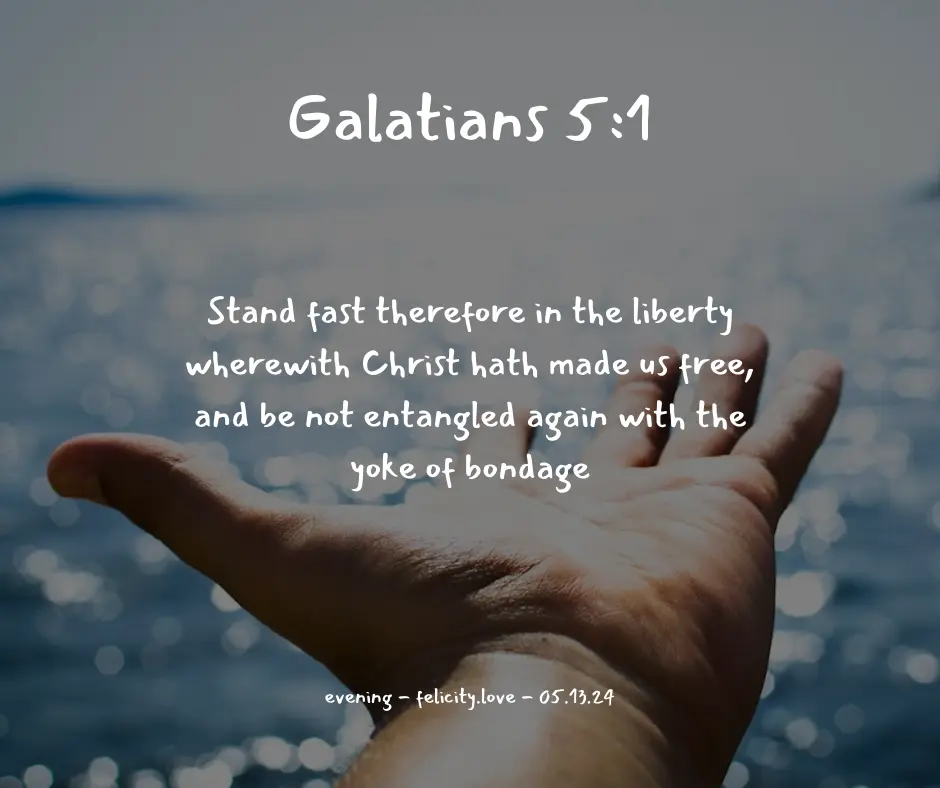 Galatians 5:1
Stand fast therefore in the liberty
wherewith Christ hath made us free,
and be not entangled again with the
yoke of bondage
evening - felicity.love - 05.13.24